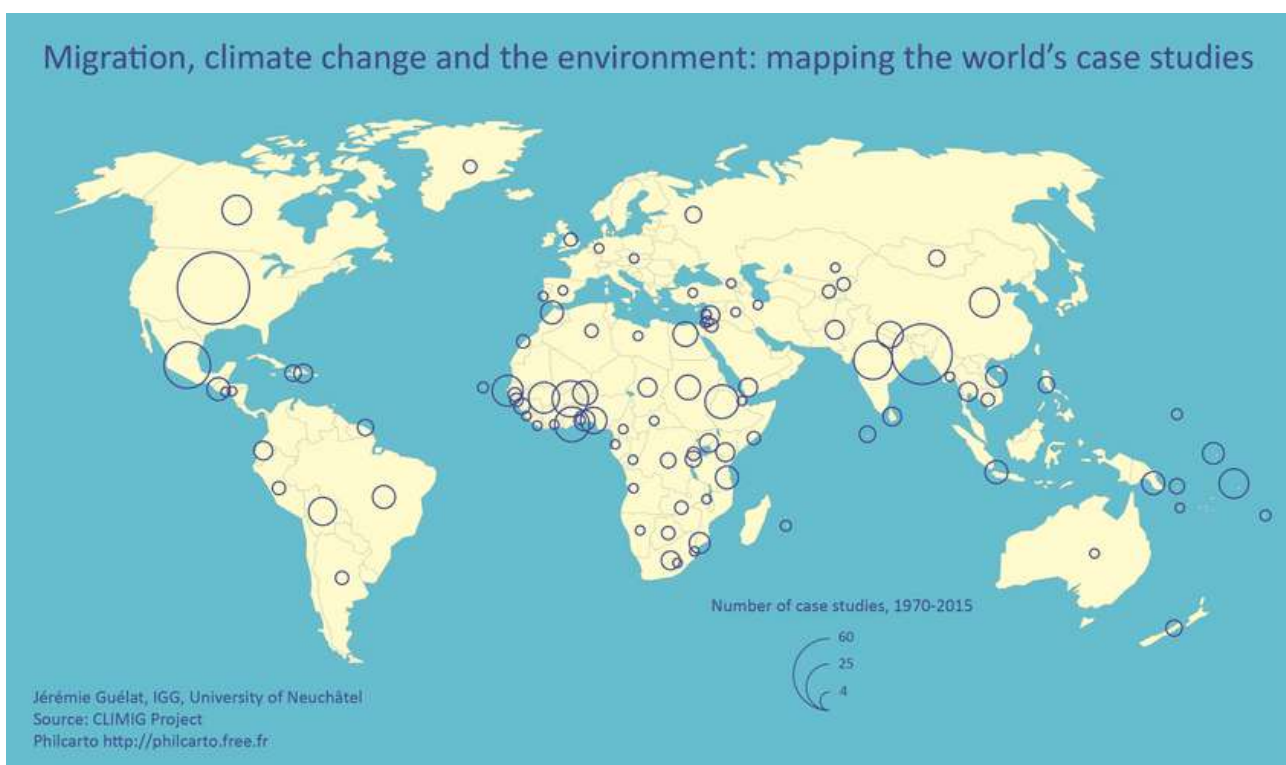 Migration, climate change and the environment: mapping the world's case studies
Number of case studies, 1970-2015
60
25
4
Jérémie Guélat, IGG, University of Neuchâtel
Source: CLIMIG Project
Philcarto http://philcarto.free.fr